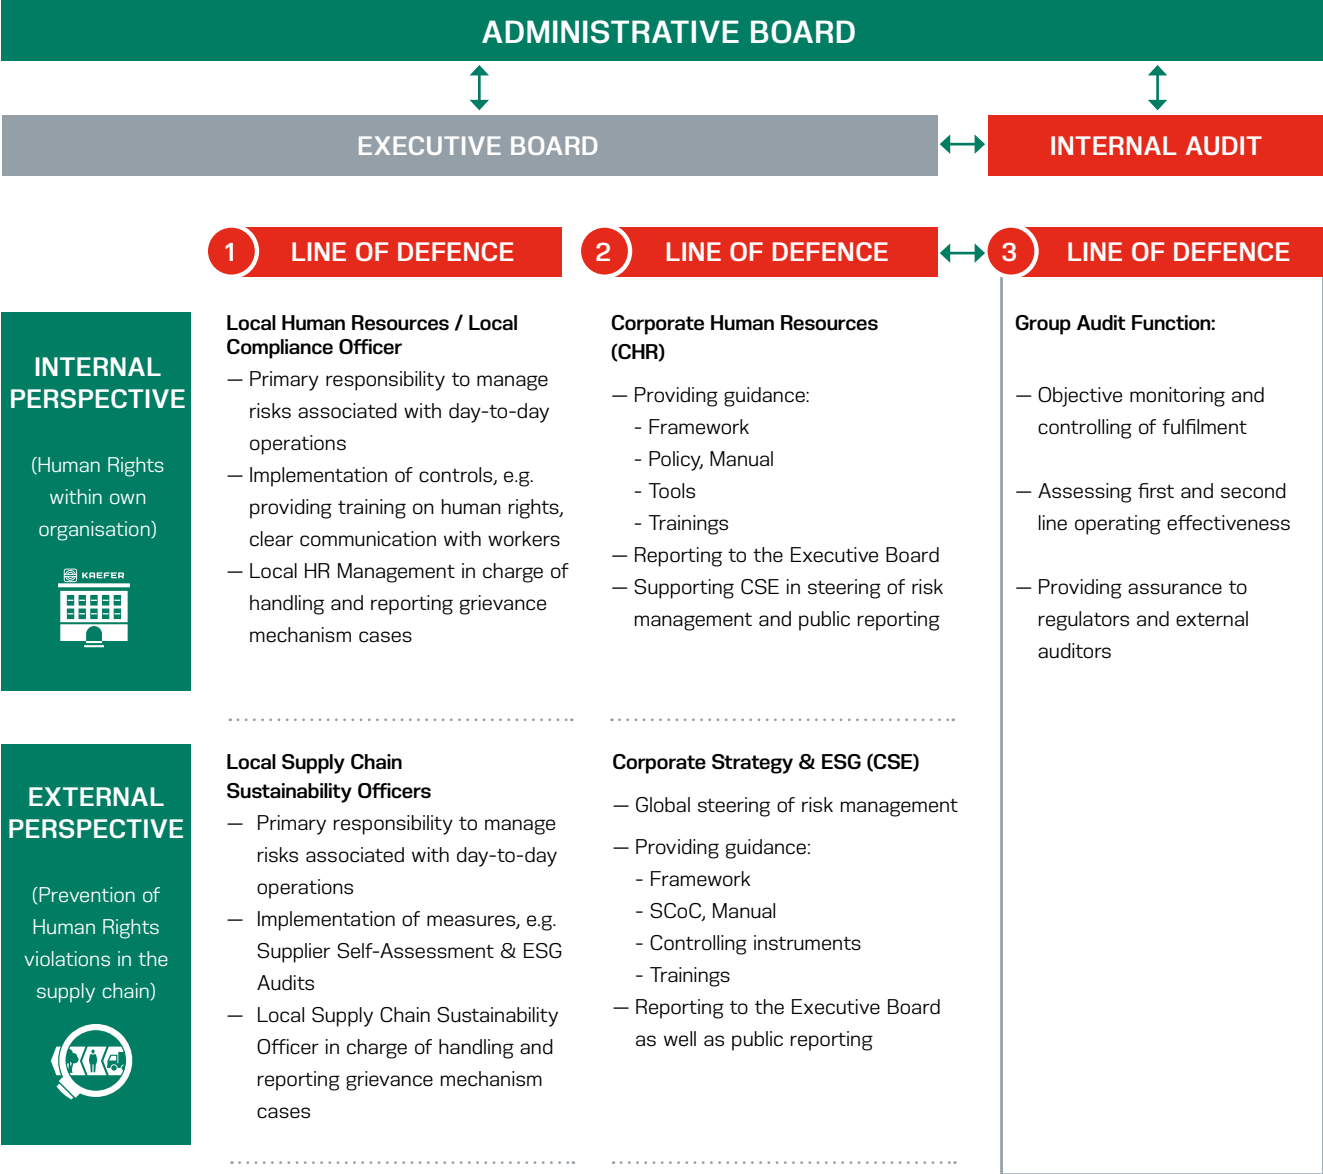 ADMINISTRATIVE BOARD
EXECUTIVE BOARD
INTERNAL AUDIT
1 LINE OF DEFENCE
2 LINE OF DEFENCE
3 LINE OF DEFENCE
INTERNAL
PERSPECTIVE
(Human Rights
within own
organisation)
KAEFER
Local Human Resources / Local
Compliance Officer
— Primary responsibility to manage
risks associated with day-to-day
operations
— Implementation of controls, e.g.
providing training on human rights,
clear communication with workers
— Local HR Management in charge of
handling and reporting grievance
mechanism cases
Corporate Human Resources
(CHR)
— Providing guidance:
- Framework
- Policy, Manual
- Tools
- Trainings
— Reporting to the Executive Board
— Supporting CSE in steering of risk
management and public reporting
Group Audit Function:
— Objective monitoring and
controlling of fulfilment
— Assessing first and second
line operating effectiveness
— Providing assurance to
regulators and external
auditors
EXTERNAL
PERSPECTIVE
(Prevention of
Human Rights
violations in the
supply chain)
Local Supply Chain
Sustainability Officers
— Primary responsibility to manage
risks associated with day-to-day
operations
— Implementation of measures, e.g.
Supplier Self-Assessment & ESG
Audits
— Local Supply Chain Sustainability
Officer in charge of handling and
reporting grievance mechanism
cases
Corporate Strategy & ESG (CSE)
— Global steering of risk management
— Providing guidance:
- Framework
- SCoC, Manual
- Controlling instruments
- Trainings
— Reporting to the Executive Board
as well as public reporting